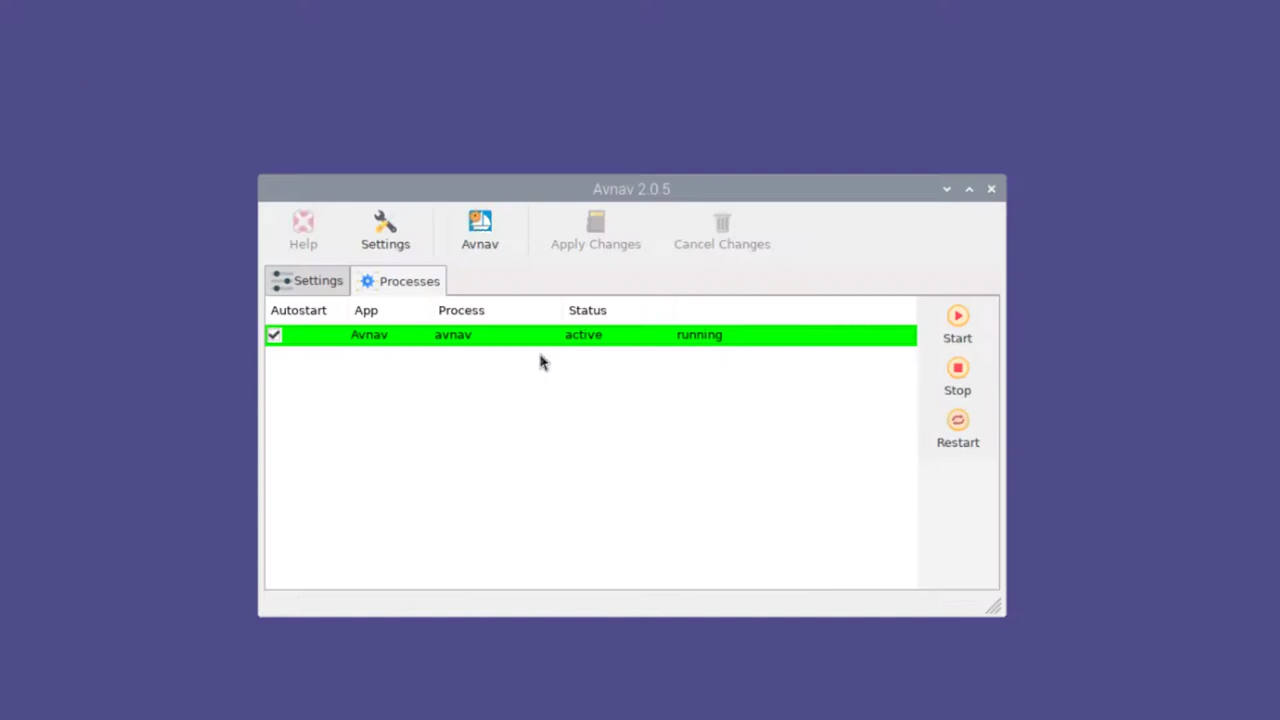 Avnav 2.0.5
Help Settings Avnav Apply Changes Cancel Changes
Settings Processes
Autostart App Process Status
Avnav avnav active running
Start
Stop
Restart